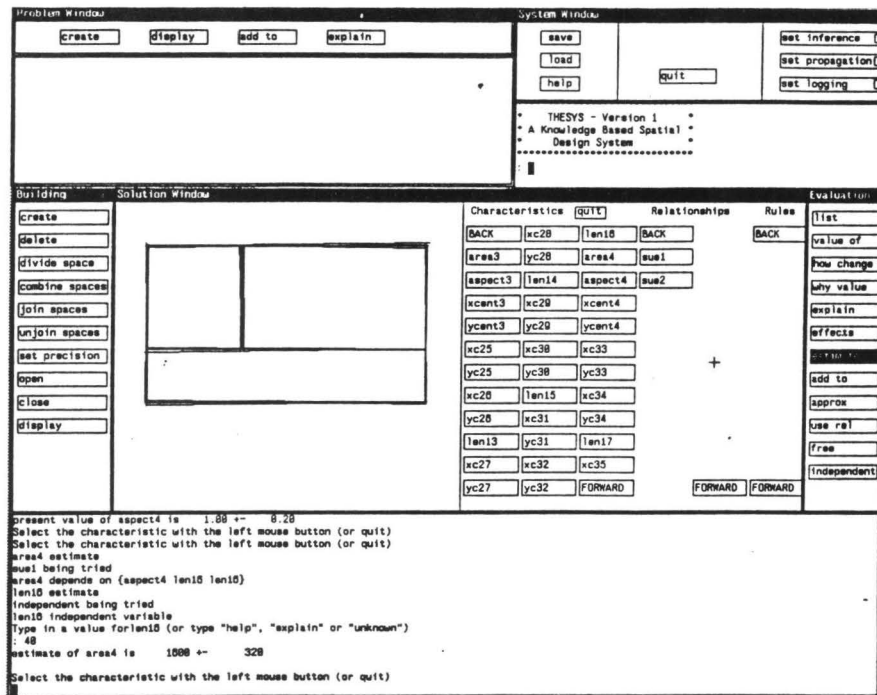 Problem Window
create display add to explain
System Window
save
load
help
quit
set inference
set propagation
set logging
* THESYS - Version 1 *
* A Knowledge Based Spatial *
* Design System *
:
Building
create
delete
divide space
combine spaces
join spaces
unjoin spaces
set precision
open
close
display
Solution Window
Characteristics quit Relationships Rules
BACK xc28 len16 BACK BACK
area3 yc28 area4 sue1
aspect3 len14 aspect4 sue2
xcent3 xc29 xcent4
ycent3 yc29 ycent4
xc25 xc30 xc33
yc25 yc30 yc33
xc26 len15 xc34
yc26 xc31 yc34
len13 yc31 len17
xc27 xc32 xc35
yc27 yc32 FORWARD FORWARD FORWARD
Evaluation
list
value of
how change
why value
explain
effects
estimate
add to
approx
use rel
free
independent
present value of aspect4 is 1.00 +- 0.20
Select the characteristic with the left mouse button (or quit)
Select the characteristic with the left mouse button (or quit)
area4 estimate
sue1 being tried
area4 depends on {aspect4 len16 len16}
len16 estimate
independent being tried
len16 independent variable
Type in a value forlen16 (or type "help", "explain" or "unknown")
: 40
estimate of area4 is 1600 +- 320
Select the characteristic with the left mouse button (or quit)